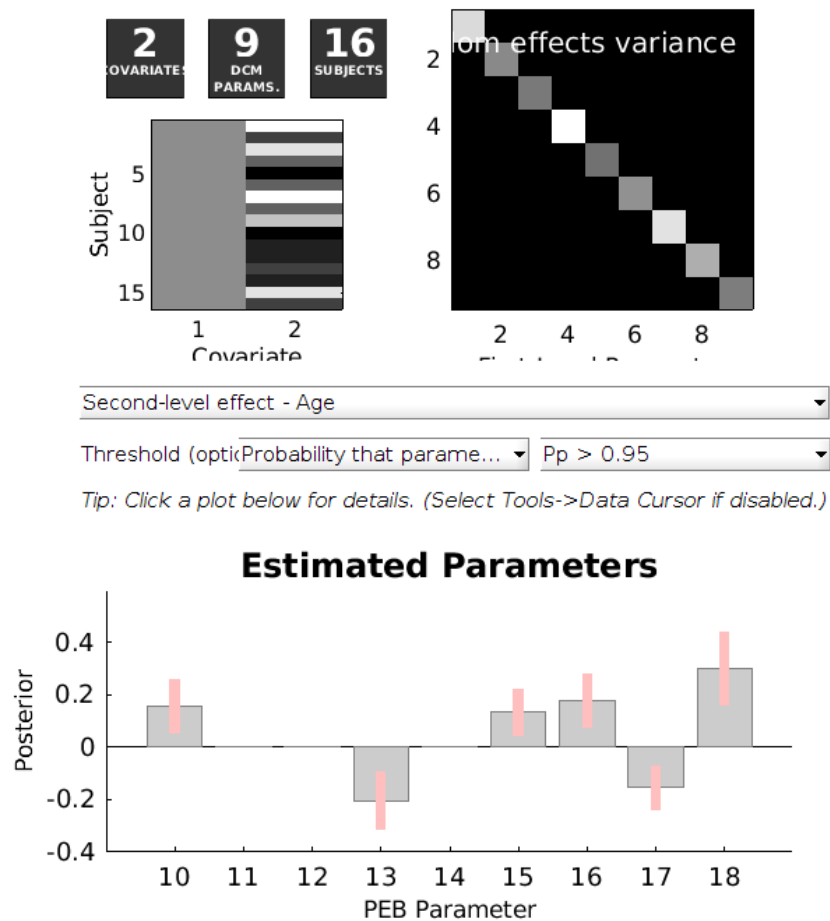 2
COVARIATES
9
DCM
PARAMS.
16
SUBJECTS
om effects variance
2
4
6
8
2
4
6
8
Subject
5
10
15
1
2
Covariate
Second-level effect - Age
Threshold (optic
Probability that parame...
Pp > 0.95
Tip: Click a plot below for details. (Select Tools->Data Cursor if disabled.)
Estimated Parameters
Posterior
0.4
0.2
0
-0.2
-0.4
10 11 12 13 14 15 16 17 18
PEB Parameter